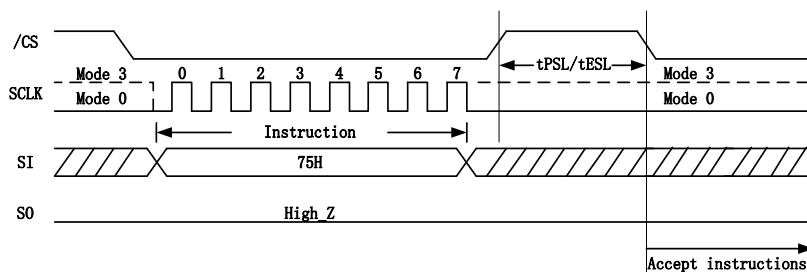 /CS
tPSL/tESL
Mode 3 0 1 2 3 4 5 6 7 Mode 3
SCLK
Mode 0 Mode 0
Instruction
SI 75H
SO High_Z
Accept instructions